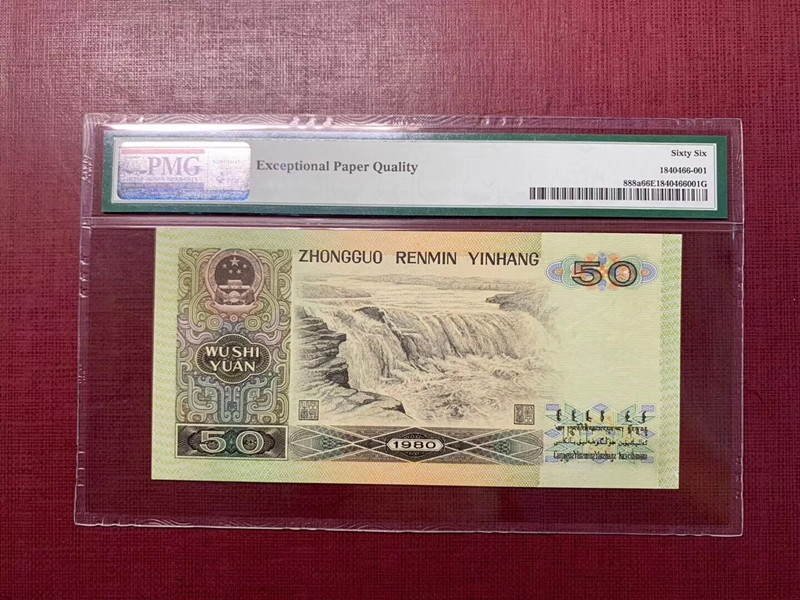 PMG
Exceptional Paper Quality
Sixty Six
1840466-001
888a66E1840466001G
ZHONGGUO RENMIN YINHANG
50
WU SHI
YUAN
50
1980